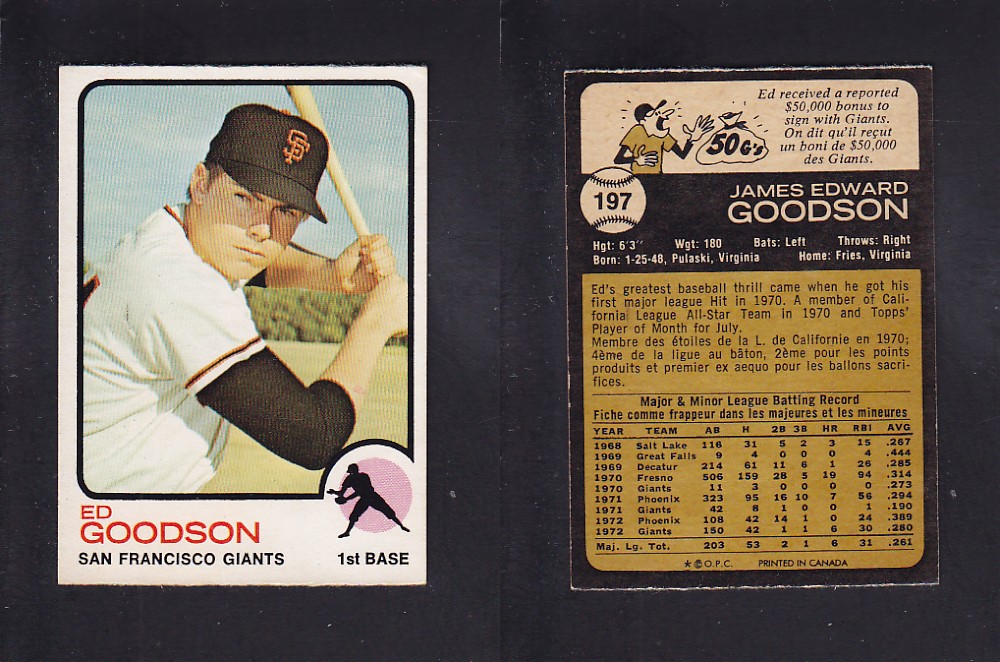 SF
ED
GOODSON
SAN FRANCISCO GIANTS
1st BASE
Ed received a reported
$50,000 bonus to
sign with Giants.
On dit qu'il reçut
un boni de $50,000
des Giants.
50 G's
197
JAMES EDWARD
GOODSON
Hgt: 6'3" Wgt: 180 Bats: Left Throws: Right
Born: 1-25-48, Pulaski, Virginia Home: Fries, Virginia
Ed's greatest baseball thrill came when he got his
first major league Hit in 1970. A member of Cali-
fornia League All-Star Team in 1970 and Topps'
Player of Month for July.
Membre des étoiles de la L. de Californie en 1970;
4ème de la ligue au bâton, 2ème pour les points
produits et premier ex aequo pour les ballons sacri-
fices.
Major & Minor League Batting Record
Fiche comme frappeur dans les majeures et les mineures
YEAR TEAM AB H 2B 3B HR RBI AVG
1968 Salt Lake 116 31 5 2 3 15 .267
1969 Great Falls 9 4 0 0 0 4 .444
1969 Decatur 214 61 11 6 1 26 .285
1970 Fresno 506 159 28 5 19 94 .314
1970 Giants 11 3 0 0 0 0 .273
1971 Phoenix 323 95 16 10 7 56 .294
1971 Giants 42 8 1 0 0 1 .190
1972 Phoenix 108 42 14 1 0 24 .389
1972 Giants 150 42 1 1 6 30 .280
Maj. Lg. Tot. 203 53 2 1 6 31 .261
★ © O.P.C. PRINTED IN CANADA